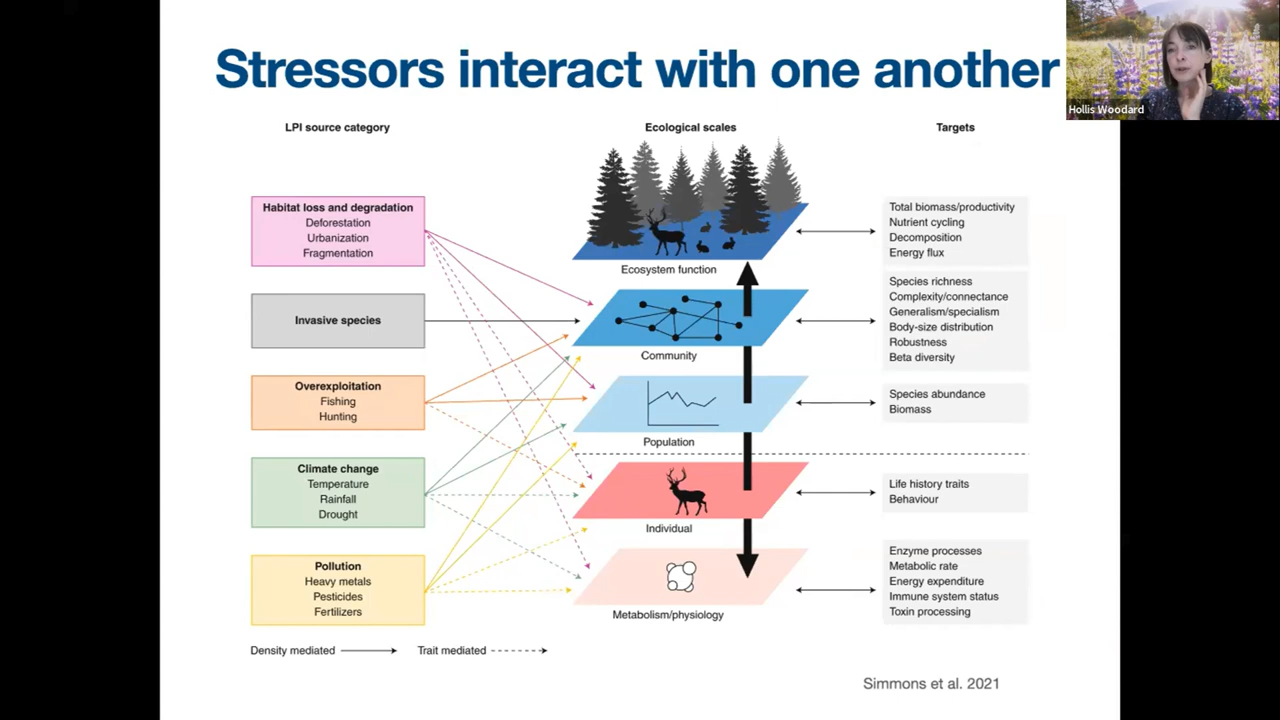 Stressors interact with one another
Hollis Woodard
LPI source category
Ecological scales
Targets
Habitat loss and degradation
Deforestation
Urbanization
Fragmentation
Invasive species
Overexploitation
Fishing
Hunting
Climate change
Temperature
Rainfall
Drought
Pollution
Heavy metals
Pesticides
Fertilizers
Ecosystem function
Community
Population
Individual
Metabolism/physiology
Total biomass/productivity
Nutrient cycling
Decomposition
Energy flux
Species richness
Complexity/connectance
Generalism/specialism
Body-size distribution
Robustness
Beta diversity
Species abundance
Biomass
Life history traits
Behaviour
Enzyme processes
Metabolic rate
Energy expenditure
Immune system status
Toxin processing
Density mediated
Trait mediated
Simmons et al. 2021